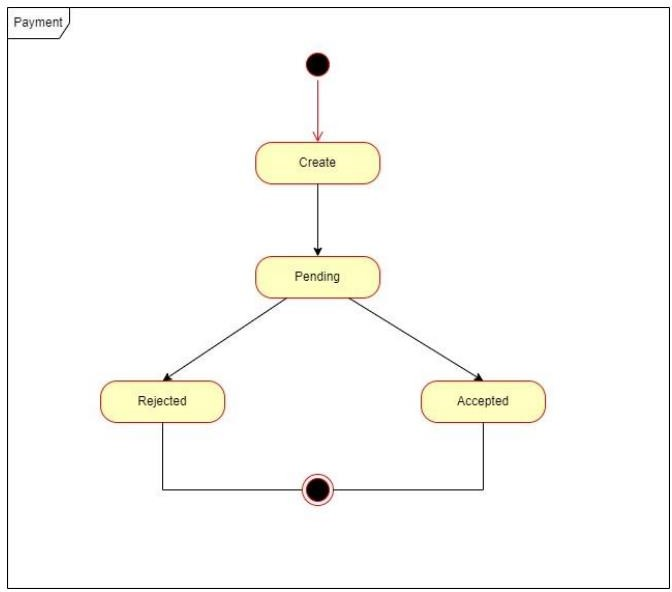 Payment
Create
Pending
Rejected
Accepted